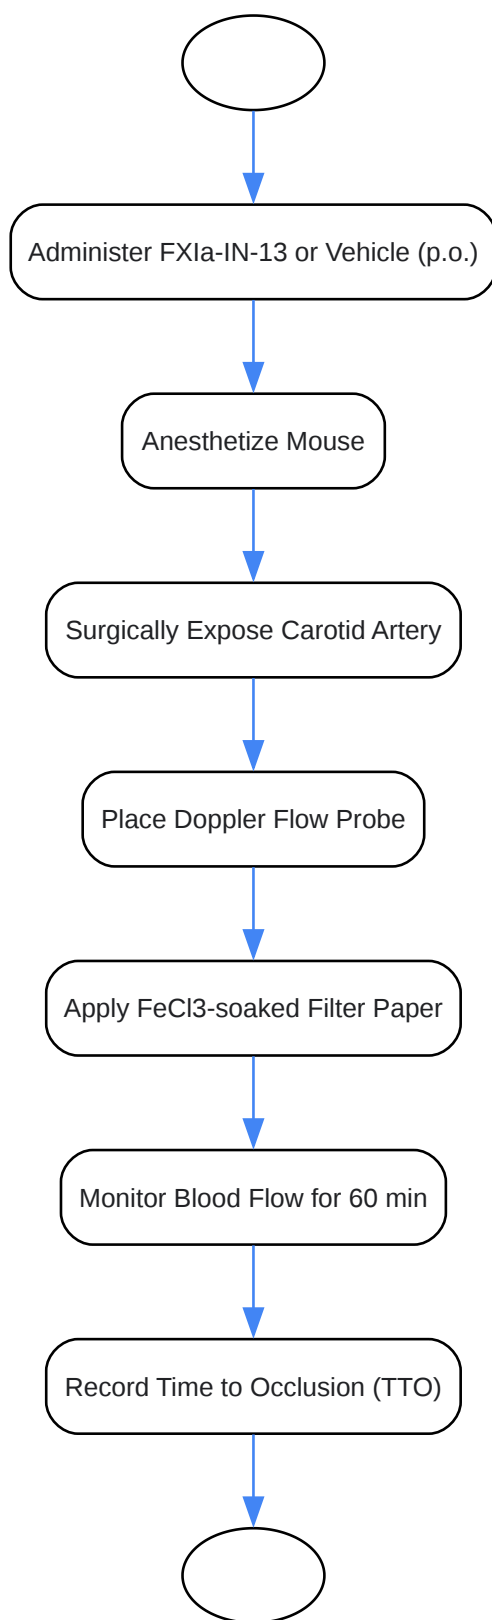 Administer FXIa-IN-13 or Vehicle (p.o.)
Anesthetize Mouse
Surgically Expose Carotid Artery
Place Doppler Flow Probe
Apply FeCl3-soaked Filter Paper
Monitor Blood Flow for 60 min
Record Time to Occlusion (TTO)